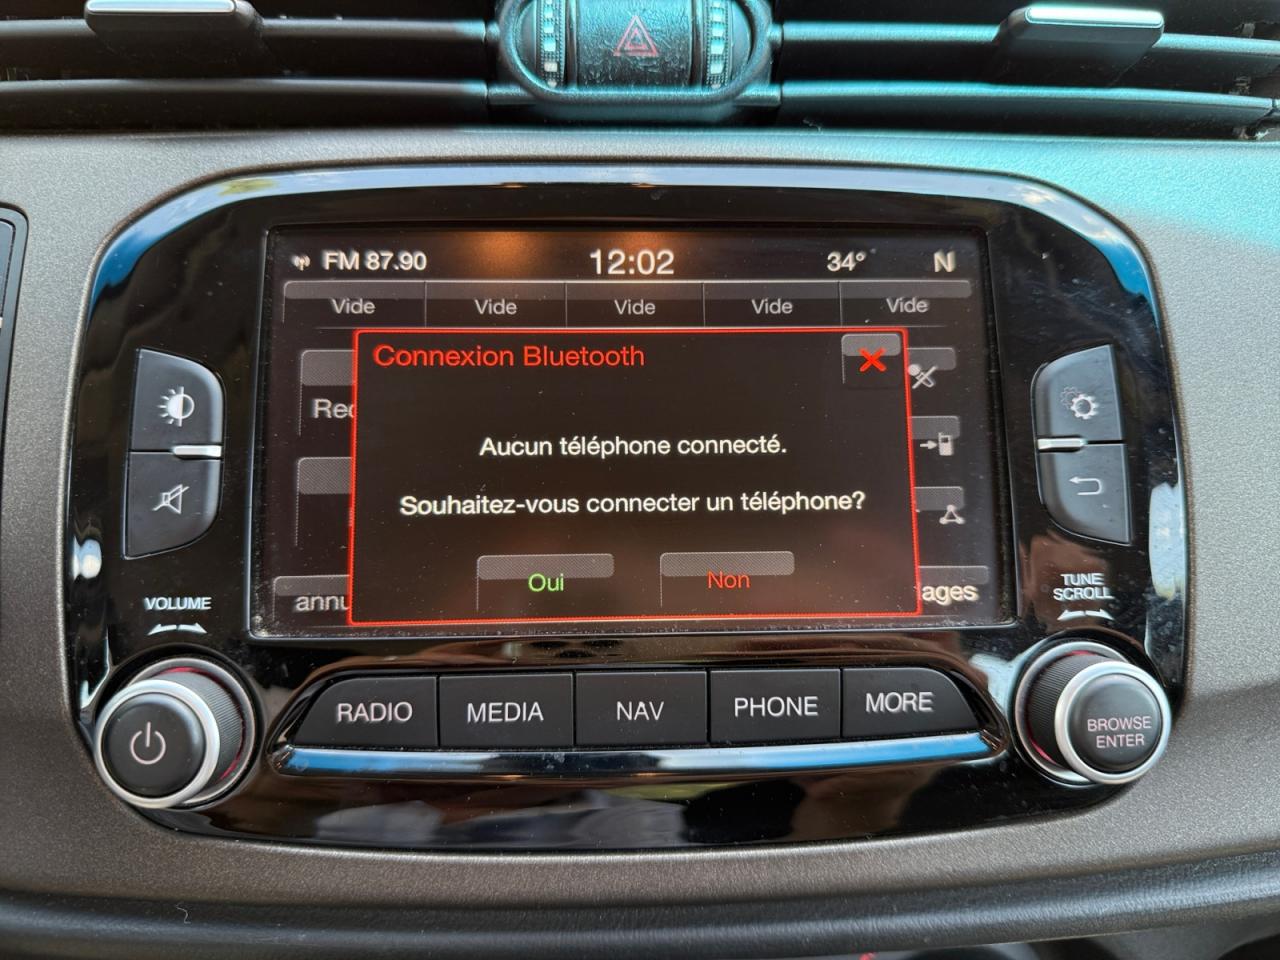 FM 87.90 12:02 34° N
Vide Vide Vide Vide Vide
Connexion Bluetooth
Aucun téléphone connecté.
Souhaitez-vous connecter un téléphone?
Oui Non
VOLUME
TUNE
SCROLL
RADIO MEDIA NAV PHONE MORE
BROWSE
ENTER